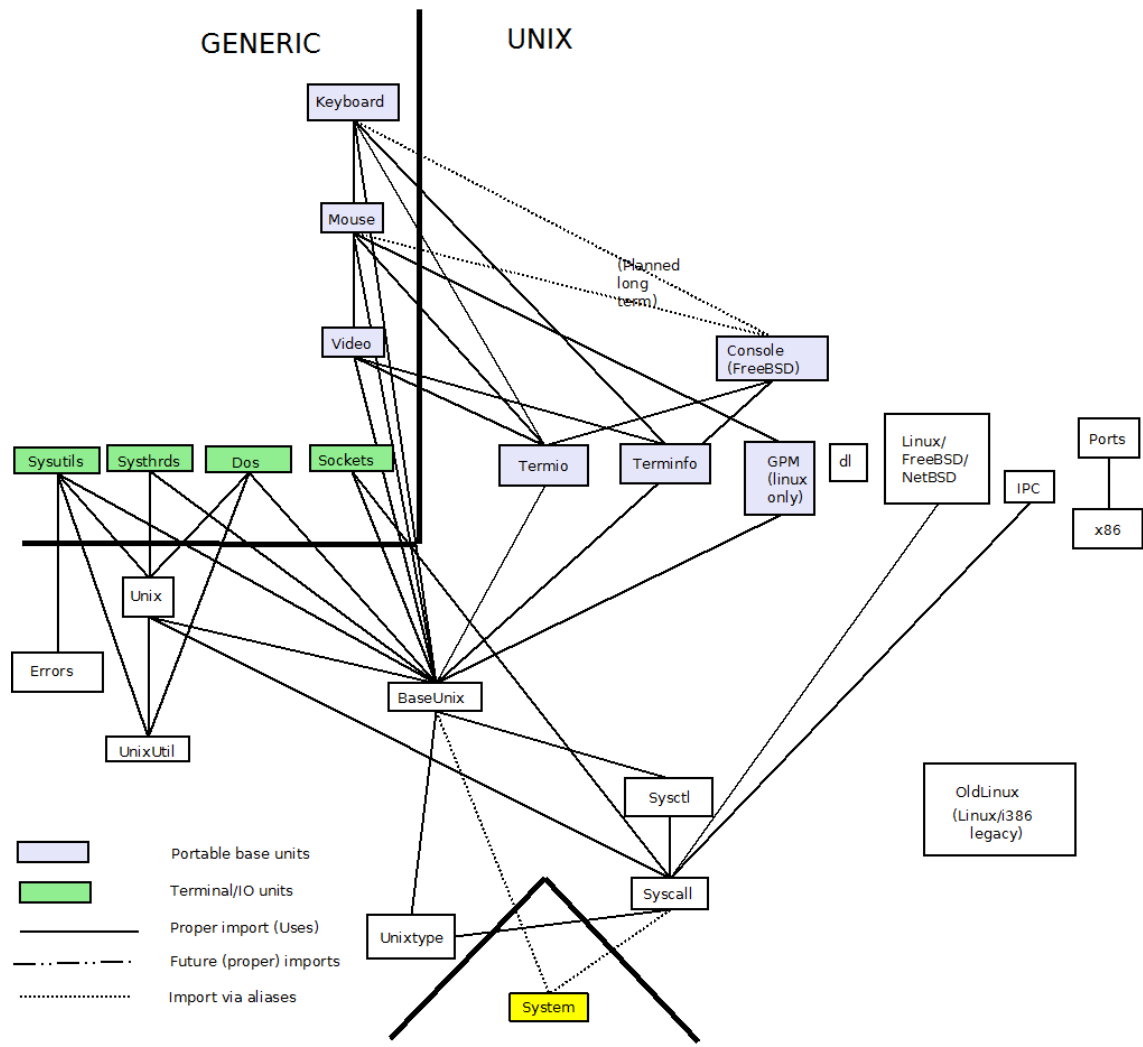 GENERIC
UNIX
Keyboard
Mouse
(Planned
long
term)
Video
Console
(FreeBSD)
Sysutils
Systhrds
Dos
Sockets
Termio
Terminfo
GPM
(linux
only)
dl
Linux/
FreeBSD/
NetBSD
IPC
Ports
x86
Unix
Errors
BaseUnix
UnixUtil
Sysctl
OldLinux
(Linux/i386
legacy)
Portable base units
Terminal/IO units
Syscall
Proper import (Uses)
Unixtype
Future (proper) imports
Import via aliases
System